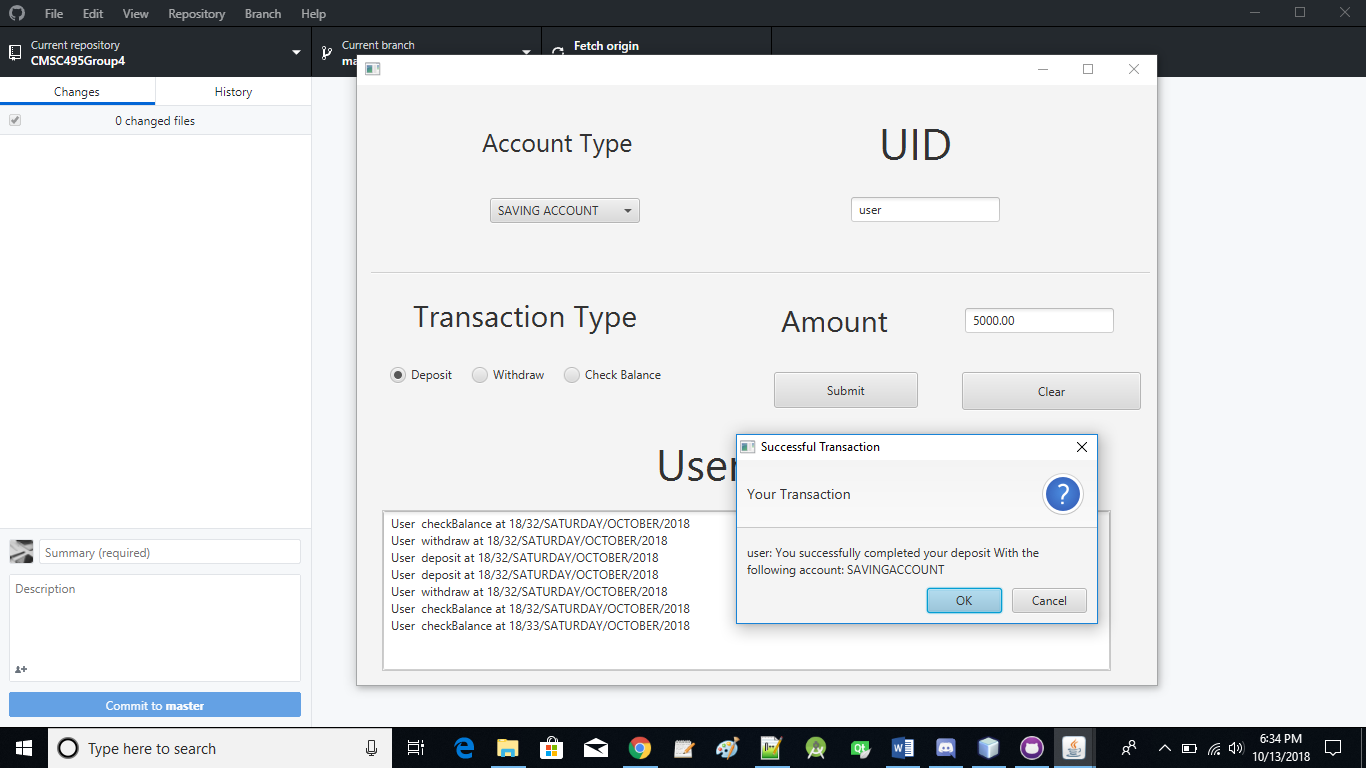 File Edit View Repository Branch Help
Current repository
CMSC495Group4
Current branch
Fetch origin
Changes
History
0 changed files
Account Type
UID
SAVING ACCOUNT
user
Transaction Type
Amount
5000.00
Deposit
Withdraw
Check Balance
Submit
Clear
User
Successful Transaction
Your Transaction
?
user: You successfully completed your deposit With the
following account: SAVINGACCOUNT
OK
Cancel
User checkBalance at 18/32/SATURDAY/OCTOBER/2018
User withdraw at 18/32/SATURDAY/OCTOBER/2018
User deposit at 18/32/SATURDAY/OCTOBER/2018
User deposit at 18/32/SATURDAY/OCTOBER/2018
User withdraw at 18/32/SATURDAY/OCTOBER/2018
User checkBalance at 18/32/SATURDAY/OCTOBER/2018
User checkBalance at 18/33/SATURDAY/OCTOBER/2018
Summary (required)
Description
Commit to master
Type here to search
6:34 PM
10/13/2018